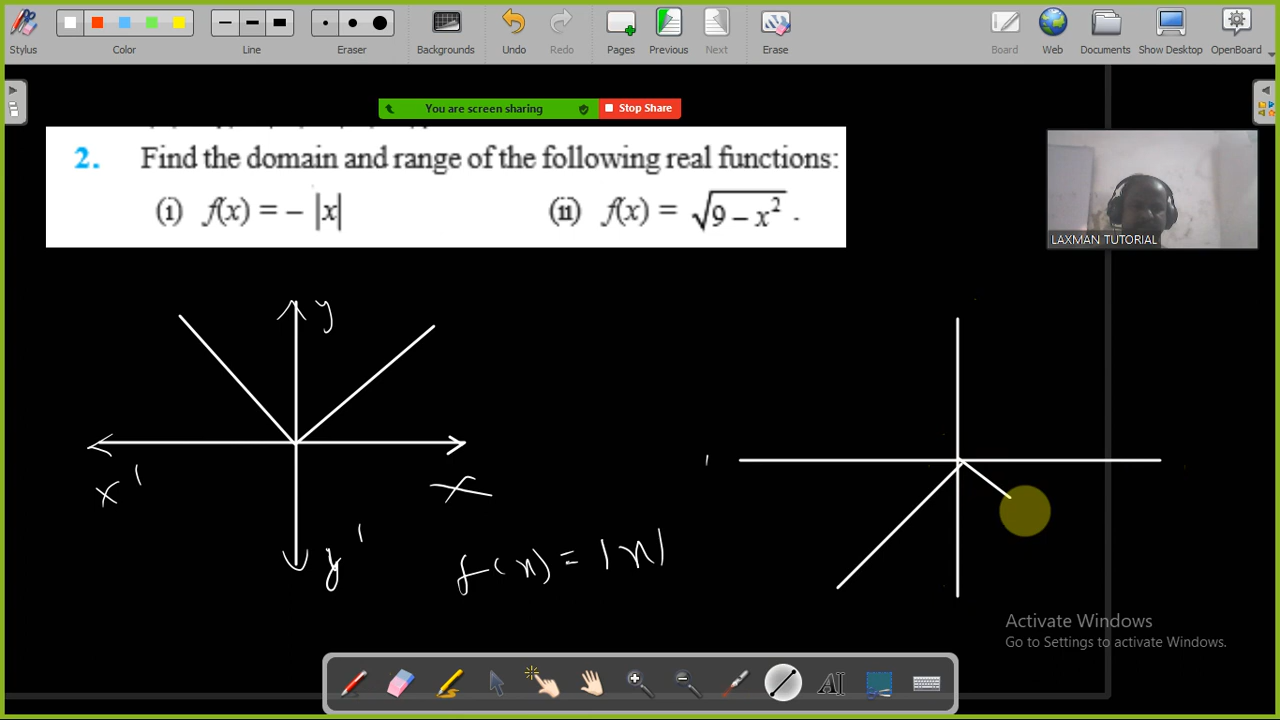 Stylus Color Line Eraser Backgrounds Undo Redo Pages Previous Next Erase Board Web Documents Show Desktop OpenBoard
You are screen sharing Stop Share
2. Find the domain and range of the following real functions:
(i) f(x) = – |x| (ii) f(x) = √(9 – x²) .
LAXMAN TUTORIAL
y
x' x
y'
f(x) = |x|
Activate Windows
Go to Settings to activate Windows.
AI